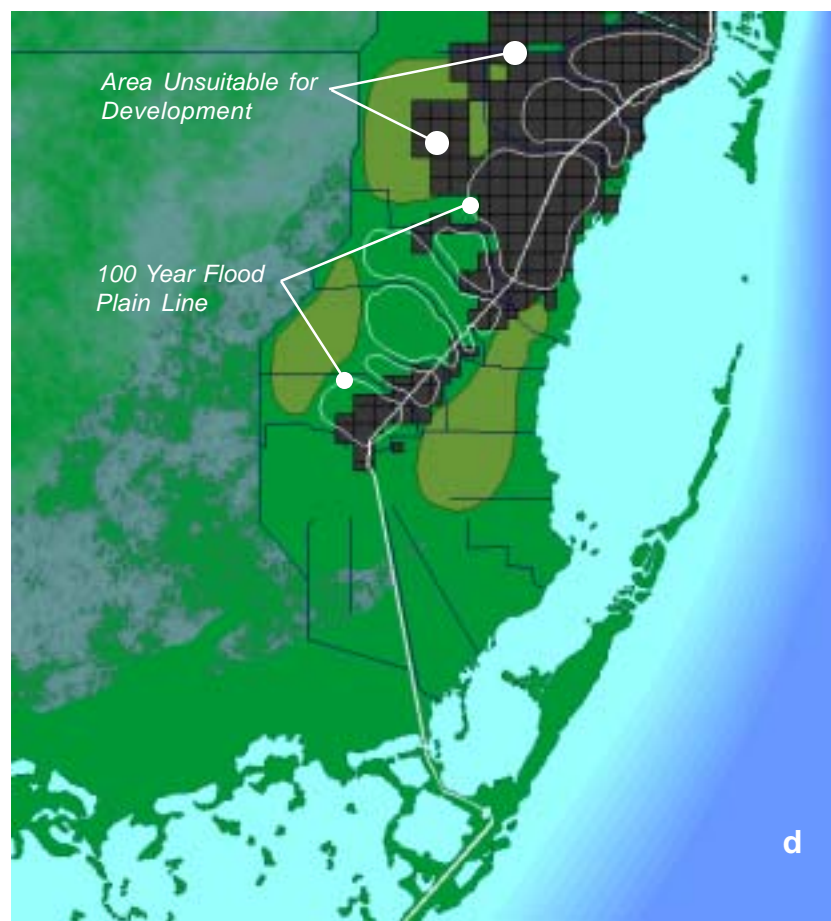 Area Unsuitable for
Development
100 Year Flood
Plain Line
d